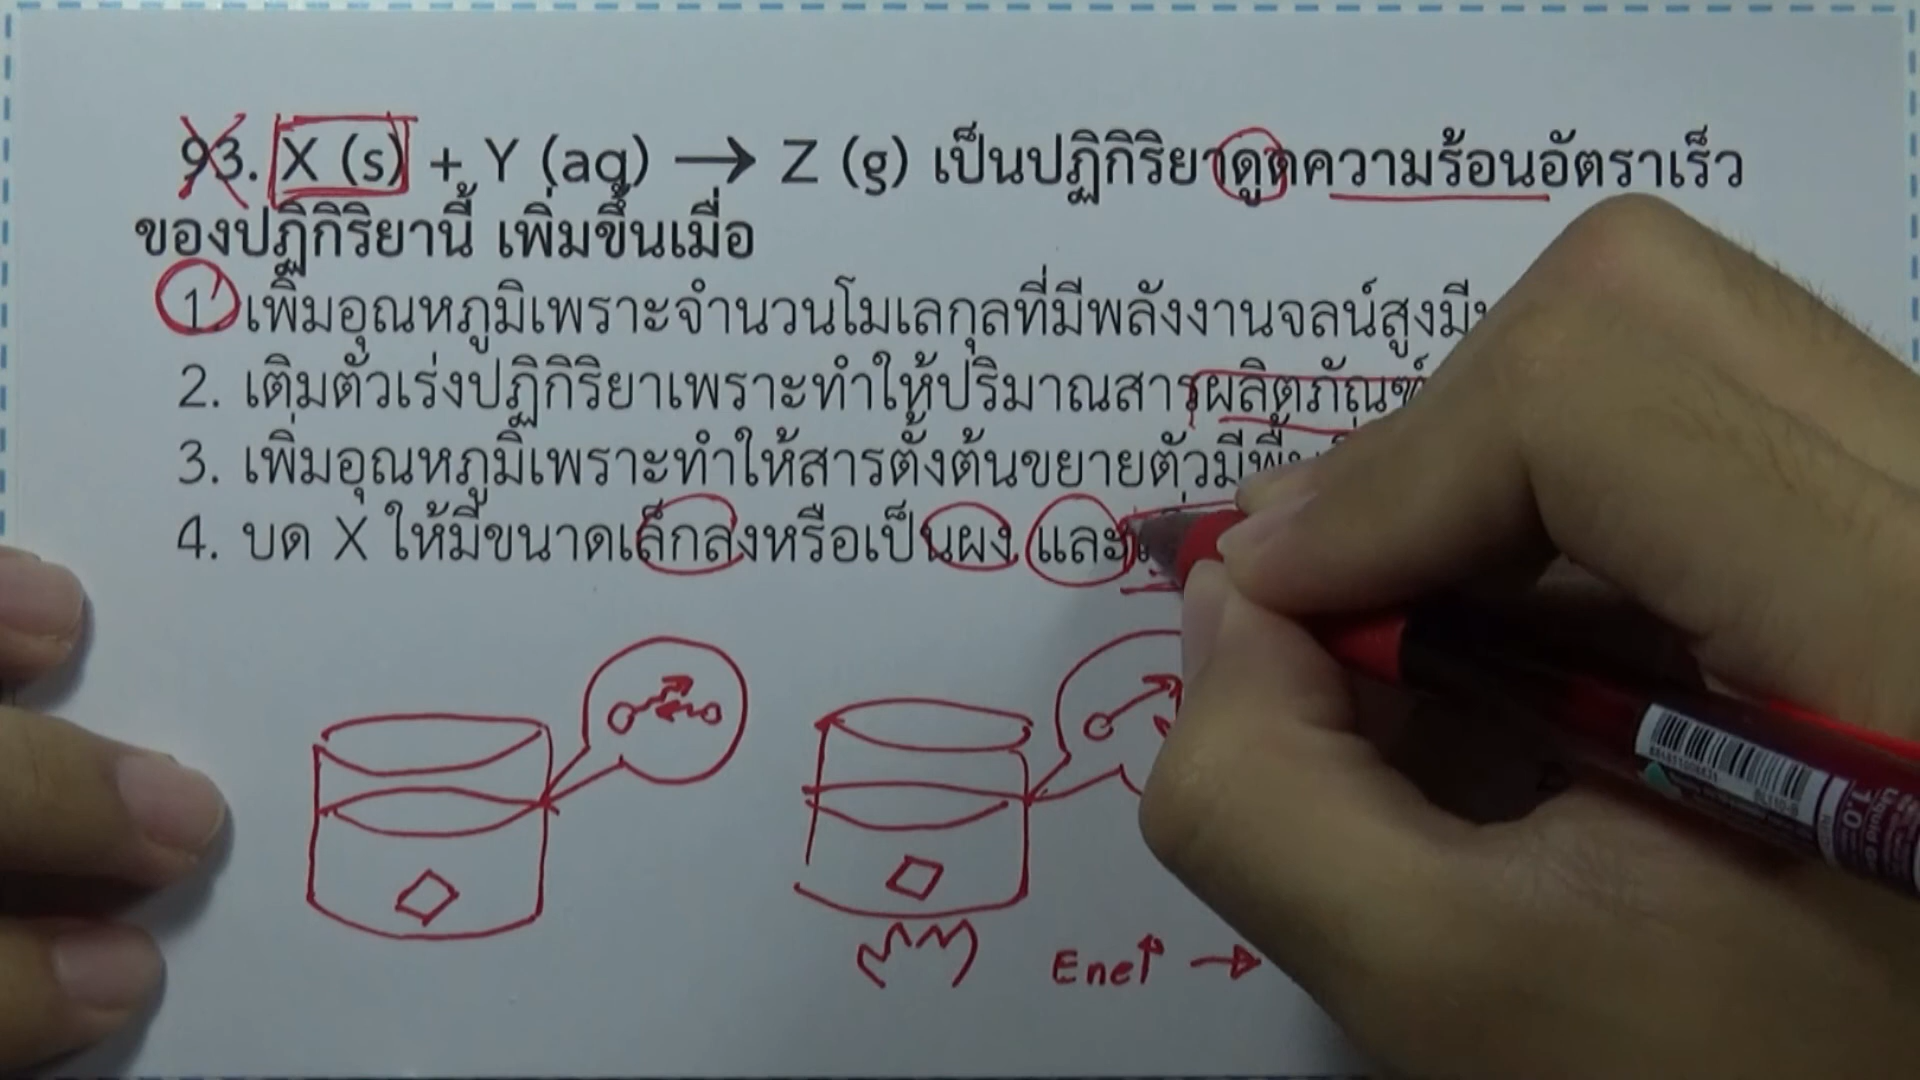 93. X (s) + Y (aq) → Z (g) เป็นปฏิกิริยาดูดความร้อนอัตราเร็ว
ของปฏิกิริยานี้ เพิ่มขึ้นเมื่อ
1. เพิ่มอุณหภูมิเพราะจำนวนโมเลกุลที่มีพลังงานจลน์สูงมี
2. เติมตัวเร่งปฏิกิริยาเพราะทำให้ปริมาณสารผลิตภัณฑ์
3. เพิ่มอุณหภูมิเพราะทำให้สารตั้งต้นขยายตัวมี
4. บด X ให้มีขนาดเล็กลงหรือเป็นผง และ
Ene↑ →
1.0